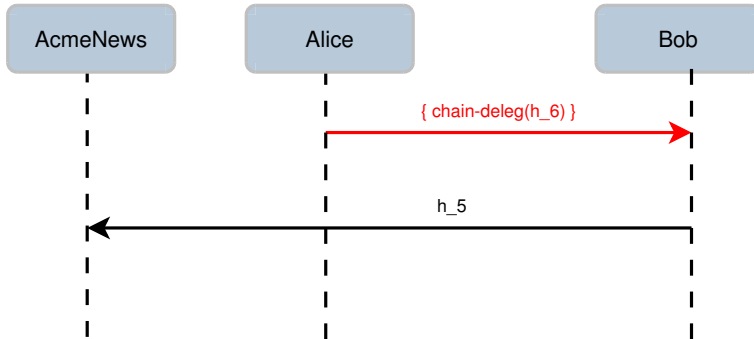 AcmeNews
Alice
Bob
{ chain-deleg(h_6) }
h_5